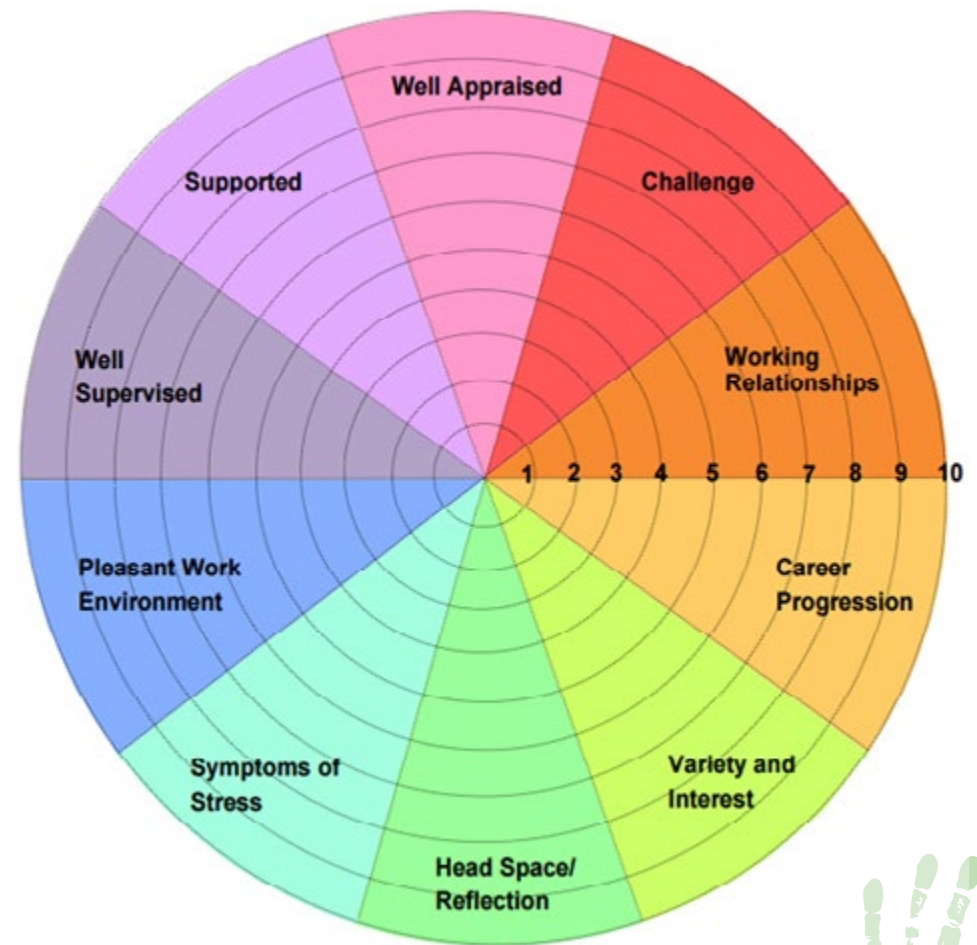 Well Appraised
Supported
Challenge
Well
Supervised
Working
Relationships
1 2 3 4 5 6 7 8 9 10
Pleasant Work
Environment
Career
Progression
Symptoms of
Stress
Variety and
Interest
Head Space/
Reflection